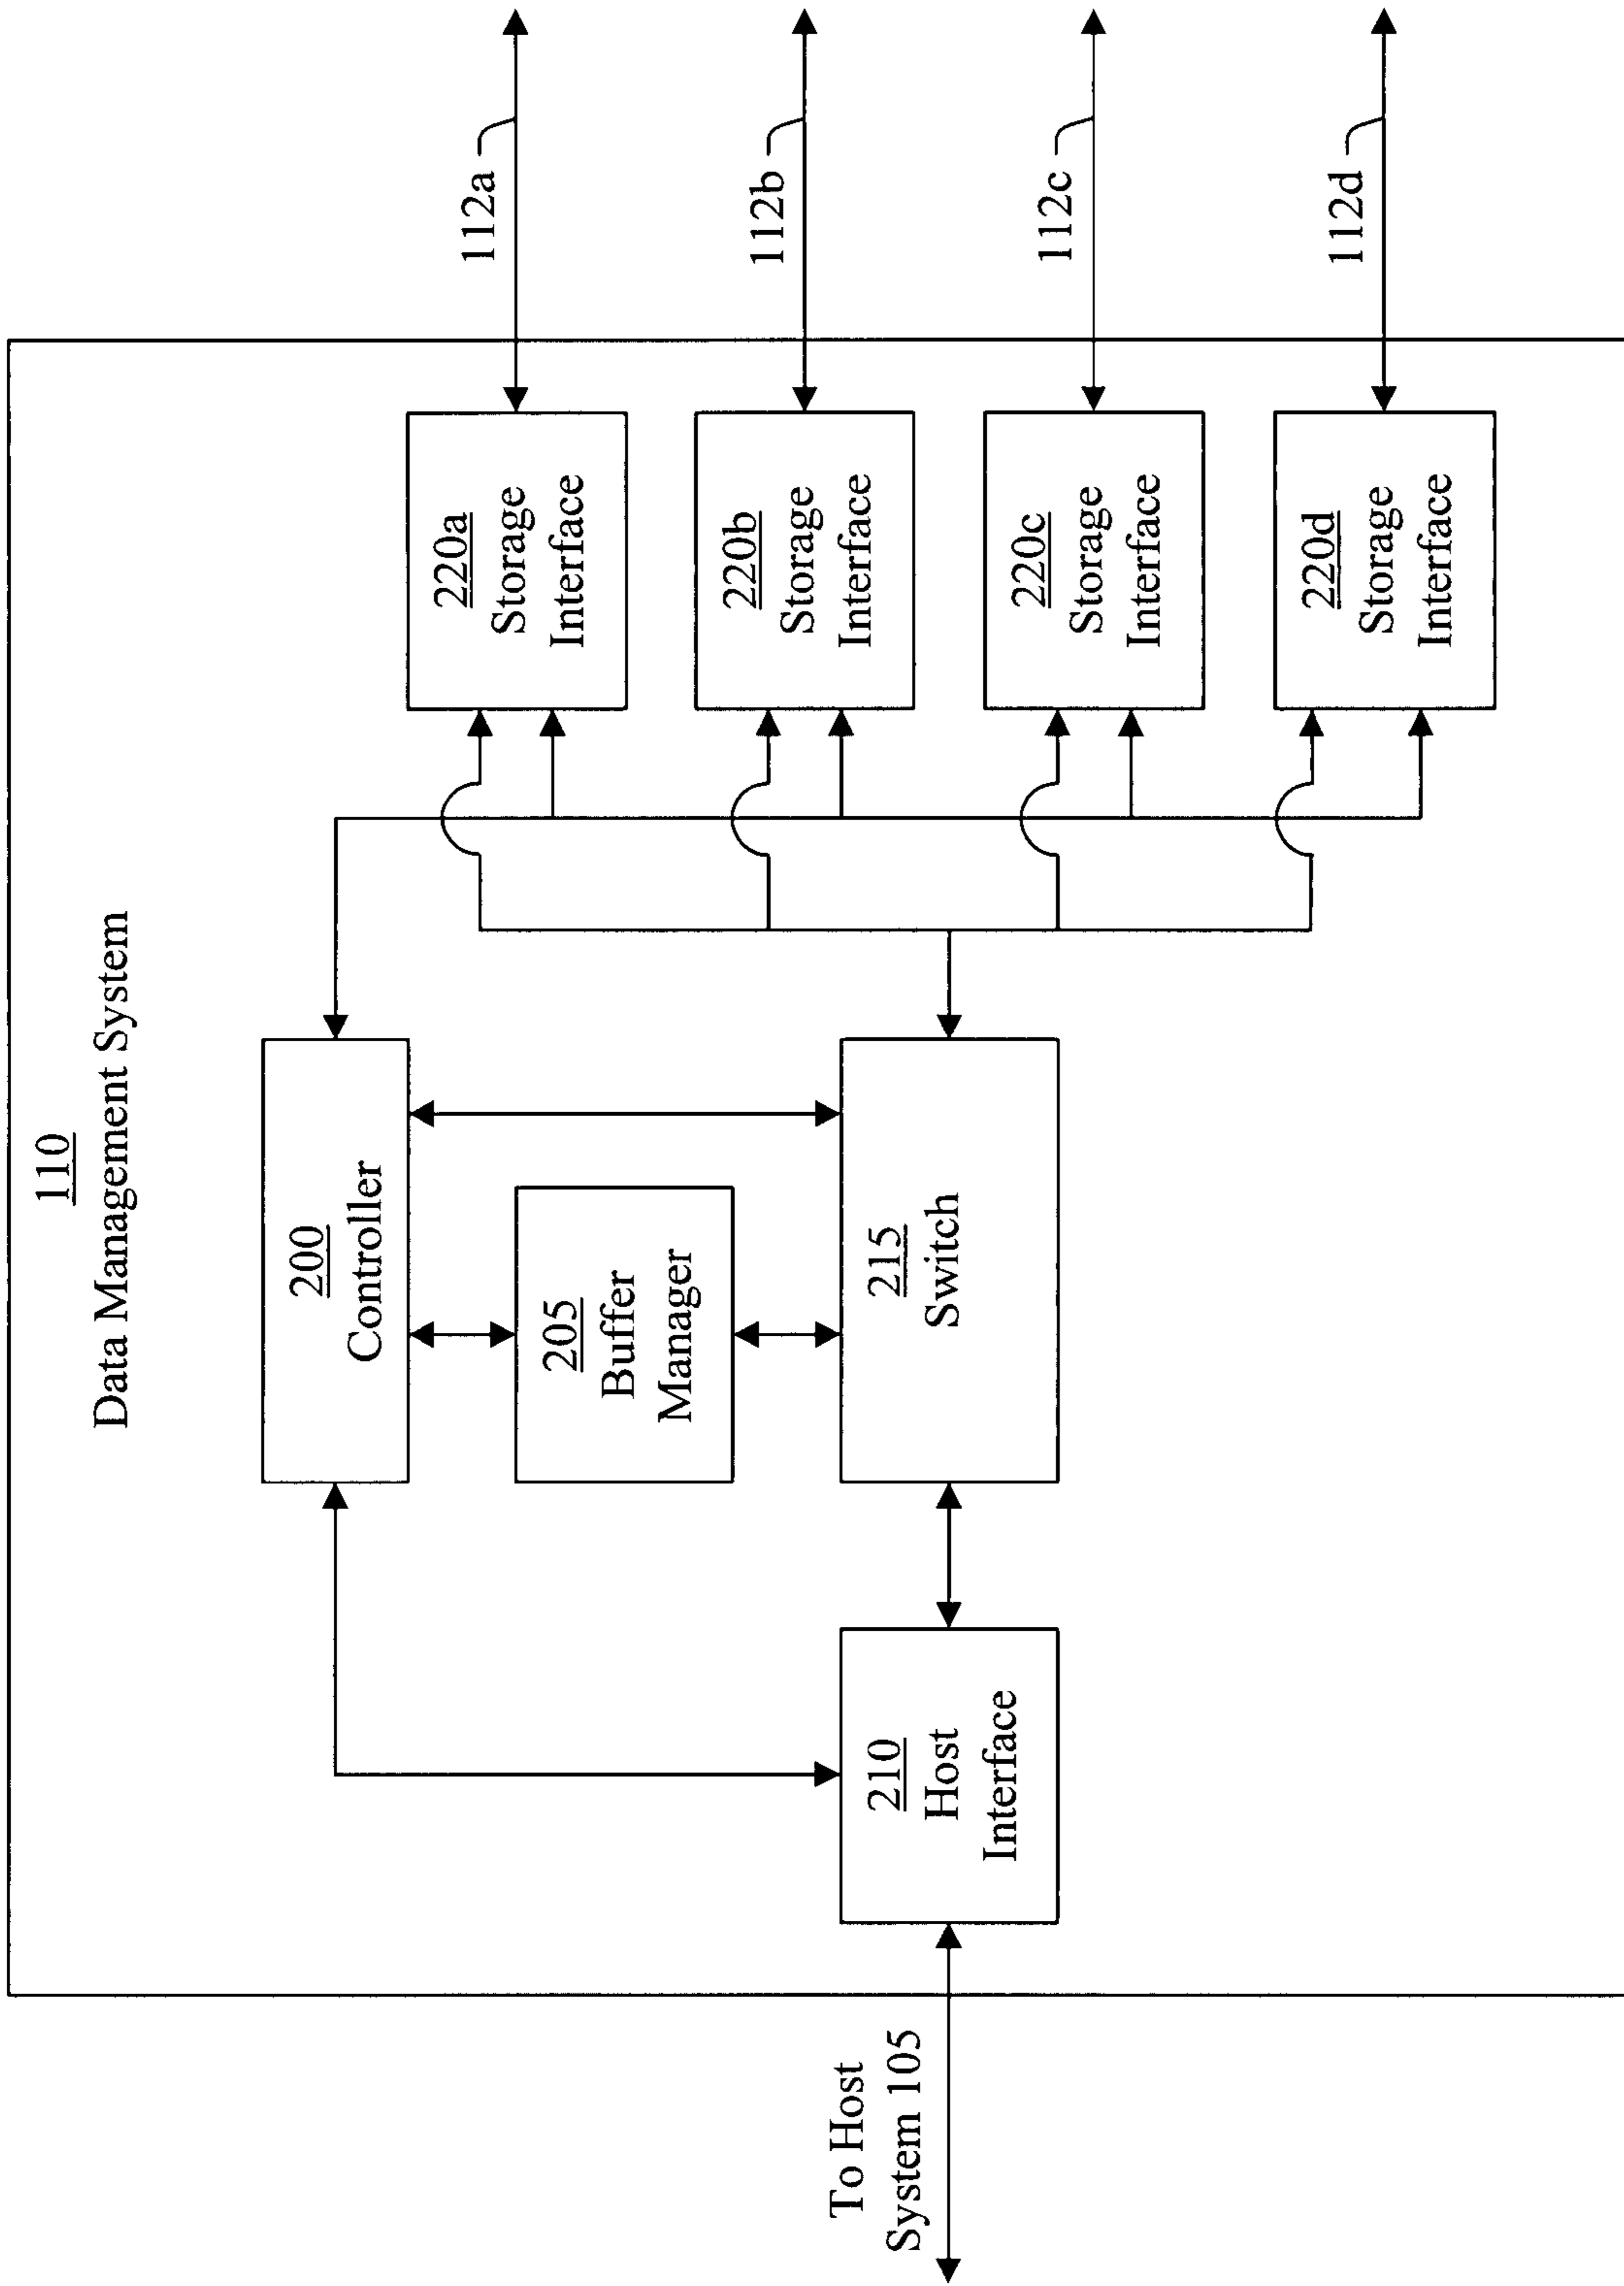 110
Data Management System
200
Controller
205
Buffer
Manager
To Host
System 105
210
Host
Interface
215
Switch
220a
Storage
Interface
112a
220b
Storage
Interface
112b
220c
Storage
Interface
112c
220d
Storage
Interface
112d